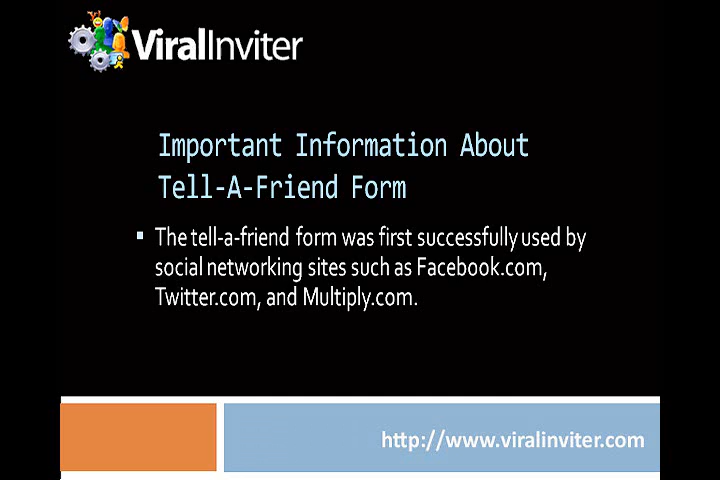 ViralInviter
Important Information About
Tell-A-Friend Form
The tell-a-friend form was first successfully used by
social networking sites such as Facebook.com,
Twitter.com, and Multiply.com.
http://www.viralinviter.com